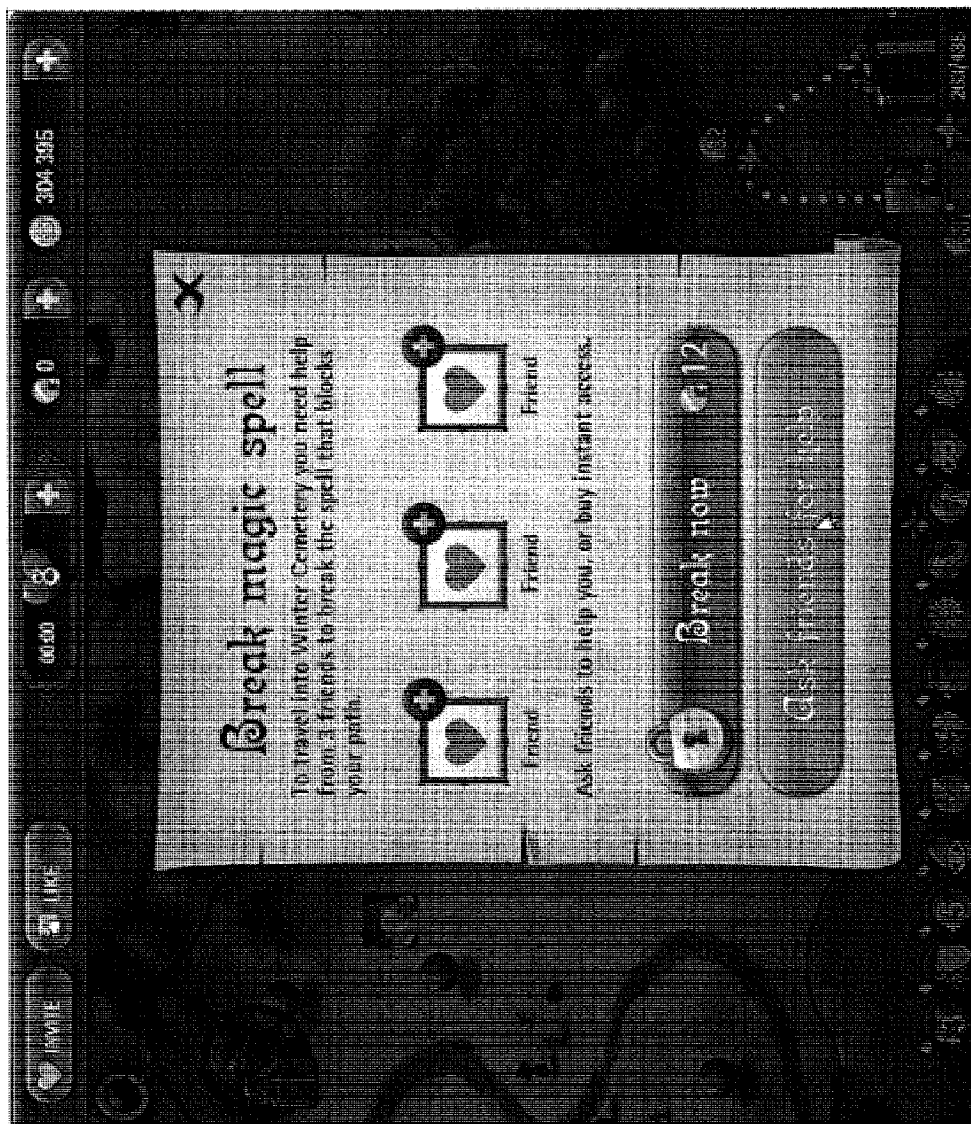 INVITE
LIKE
00:00
8
0
304 395
Break magic spell
To travel into Winter Cemetery you need help
from 3 friends to break the spell that blocks
your path.
Friend
Friend
Friend
Ask friends to help you, or buy instant access.
Break now 12
Ask friends for help